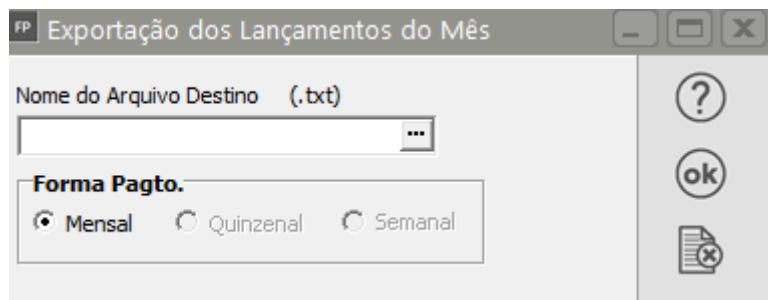 FP Exportação dos Lançamentos do Mês
Nome do Arquivo Destino (.txt)
...
Forma Pagto.
Mensal Quinzenal Semanal
?
ok